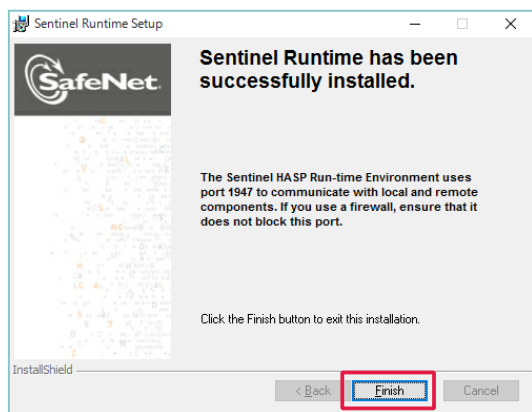 Sentinel Runtime Setup
SafeNet.
Sentinel Runtime has been
successfully installed.
The Sentinel HASP Run-time Environment uses
port 1947 to communicate with local and remote
components. If you use a firewall, ensure that it
does not block this port.
Click the Finish button to exit this installation.
InstallShield
< Back
Finish
Cancel